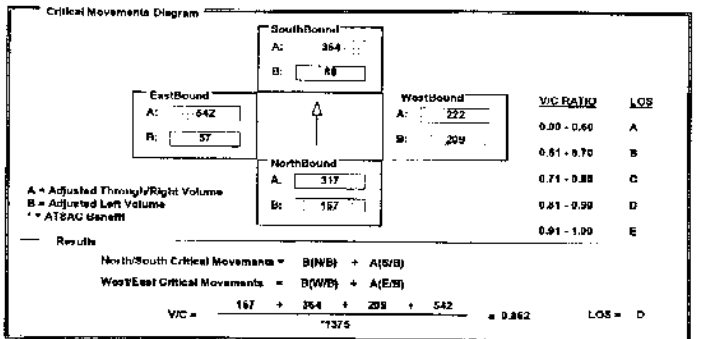 Critical Movements Diagram
SouthBound
A: 364
B: 68
EastBound
A: 542
B: 57
WestBound
A: 222
B: 209
NorthBound
A: 317
B: 167
V/C RATIO LOS
0.00 - 0.60 A
0.61 - 0.70 B
0.71 - 0.80 C
0.81 - 0.90 D
0.91 - 1.00 E
A = Adjusted Through/Right Volume
B = Adjusted Left Volume
* = ATSAC Benefit
Results
North/South Critical Movements = B(N/B) + A(S/B)
West/East Critical Movements = B(W/B) + A(E/B)
V/C = 167 + 364 + 209 + 542
*1375
= 0.862 LOS = D